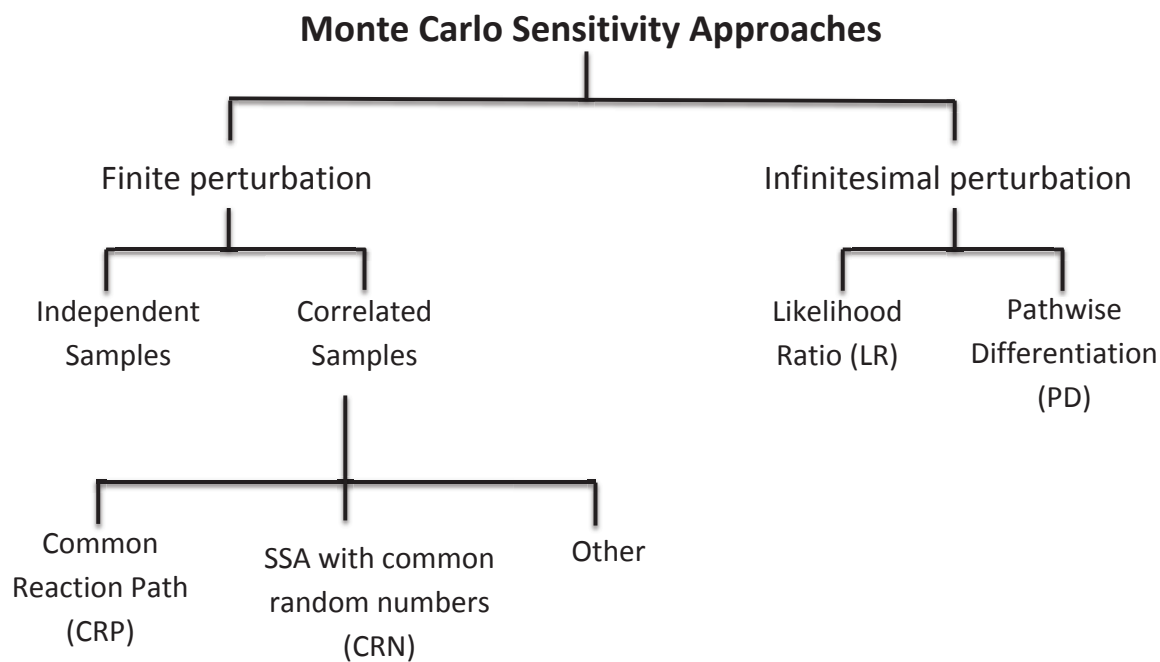 Monte Carlo Sensitivity Approaches
Finite perturbation
Infinitesimal perturbation
Independent
Samples
Correlated
Samples
Likelihood
Ratio (LR)
Pathwise
Differentiation
(PD)
Common
Reaction Path
(CRP)
SSA with common
random numbers
(CRN)
Other